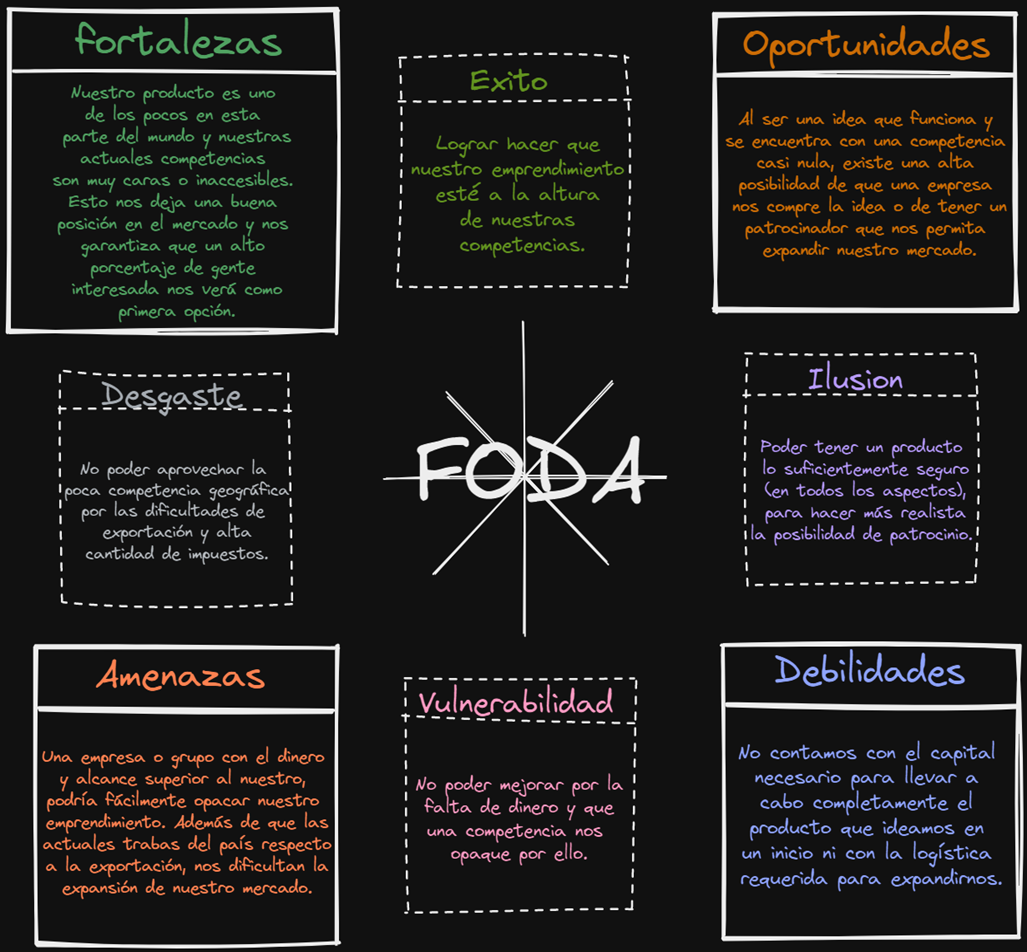 fortalezas
Nuestro producto es uno
de los pocos en esta
parte del mundo y nuestras
actuales competencias
son muy caras o inaccesibles.
Esto nos deja una buena
posición en el mercado y nos
garantiza que un alto
porcentaje de gente
interesada nos verá como
primera opción.
Exito
Lograr hacer que
nuestro emprendimiento
esté a la altura
de nuestras
competencias.
Oportunidades
Al ser una idea que funciona y
se encuentra con una competencia
casi nula, existe una alta
posibilidad de que una empresa
nos compre la idea o de tener un
patrocinador que nos permita
expandir nuestro mercado.
Desgaste
No poder aprovechar la
poca competencia geográfica
por las dificultades de
exportación y alta
cantidad de impuestos.
FODA
Ilusion
Poder tener un producto
lo suficientemente seguro
(en todos los aspectos),
para hacer más realista
la posibilidad de patrocinio.
Amenazas
Una empresa o grupo con el dinero
y alcance superior al nuestro,
podría fácilmente opacar nuestro
emprendimiento. Además de que las
actuales trabas del país respecto
a la exportación, nos dificultan la
expansión de nuestro mercado.
Vulnerabilidad
No poder mejorar por la
falta de dinero y que
una competencia nos
opaque por ello.
Debilidades
No contamos con el capital
necesario para llevar a
cabo completamente el
producto que ideamos en
un inicio ni con la logística
requerida para expandirnos.